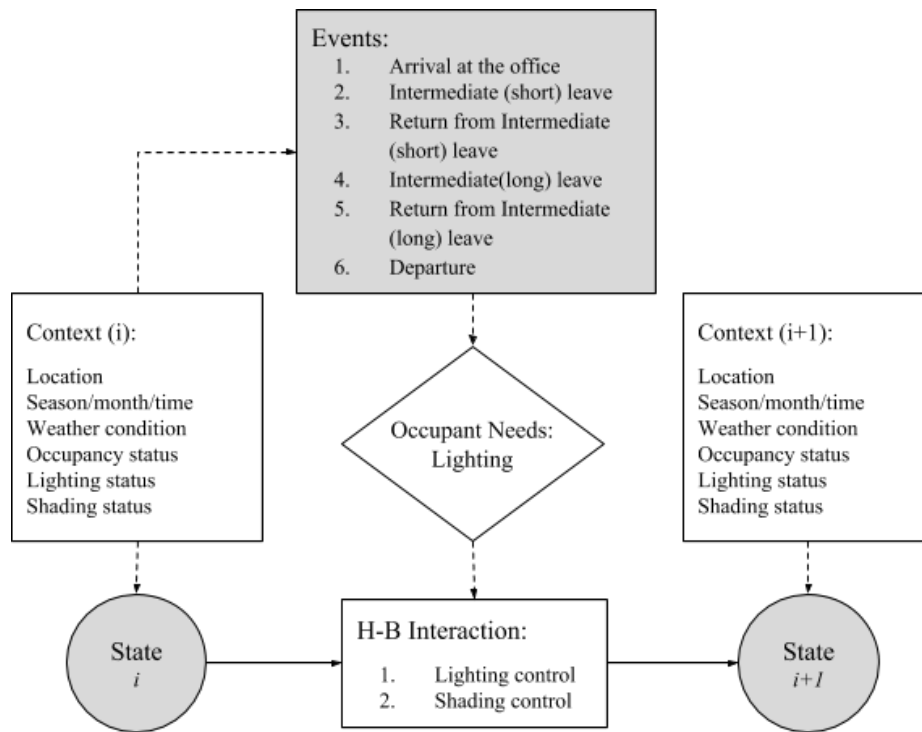 Events:
1. Arrival at the office
2. Intermediate (short) leave
3. Return from Intermediate
(short) leave
4. Intermediate(long) leave
5. Return from Intermediate
(long) leave
6. Departure
Context (i):
Location
Season/month/time
Weather condition
Occupancy status
Lighting status
Shading status
Occupant Needs:
Lighting
Context (i+1):
Location
Season/month/time
Weather condition
Occupancy status
Lighting status
Shading status
State
i
H-B Interaction:
1. Lighting control
2. Shading control
State
i+1